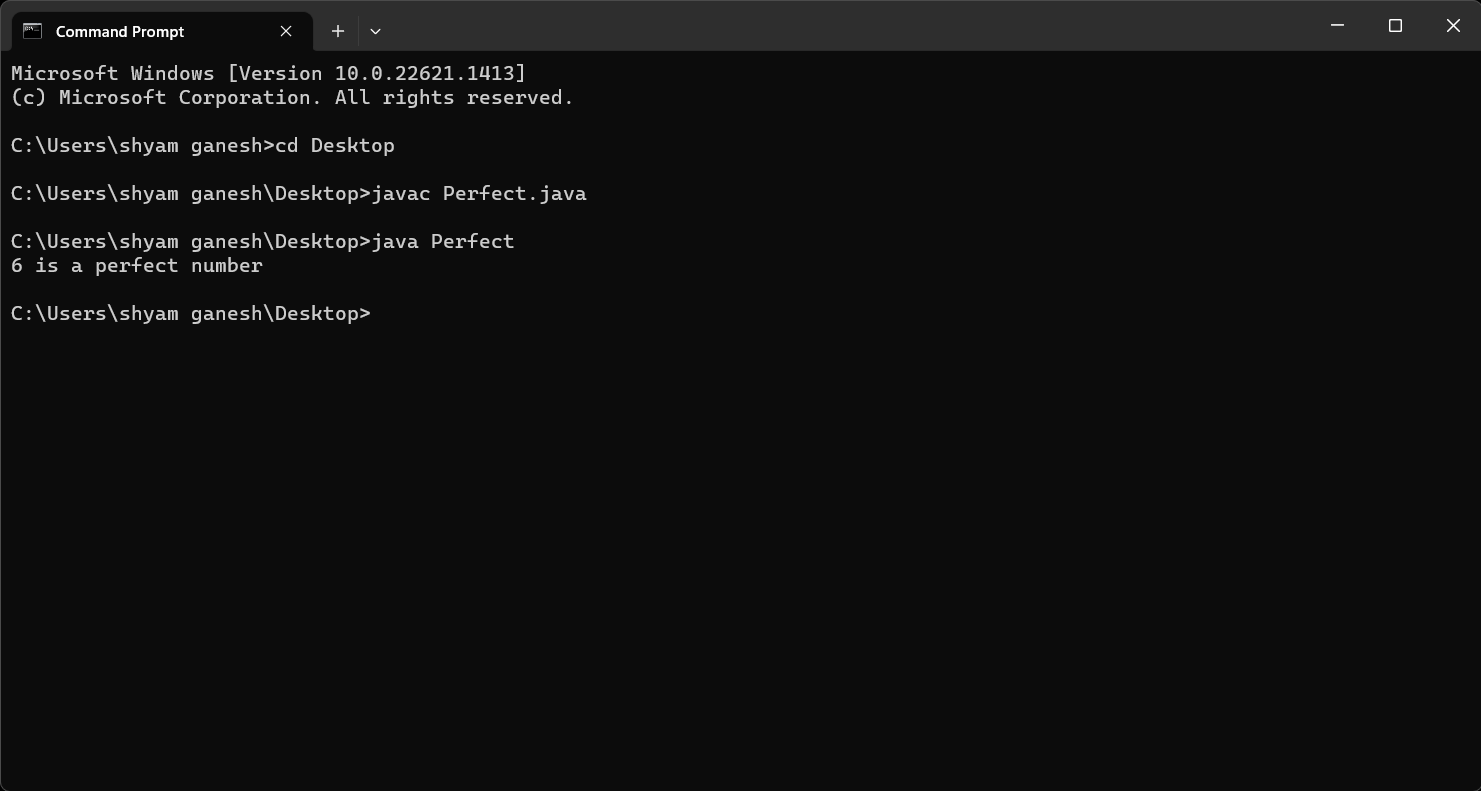 Command Prompt
Microsoft Windows [Version 10.0.22621.1413]
(c) Microsoft Corporation. All rights reserved.
C:\Users\shyam ganesh>cd Desktop
C:\Users\shyam ganesh\Desktop>javac Perfect.java
C:\Users\shyam ganesh\Desktop>java Perfect
6 is a perfect number
C:\Users\shyam ganesh\Desktop>